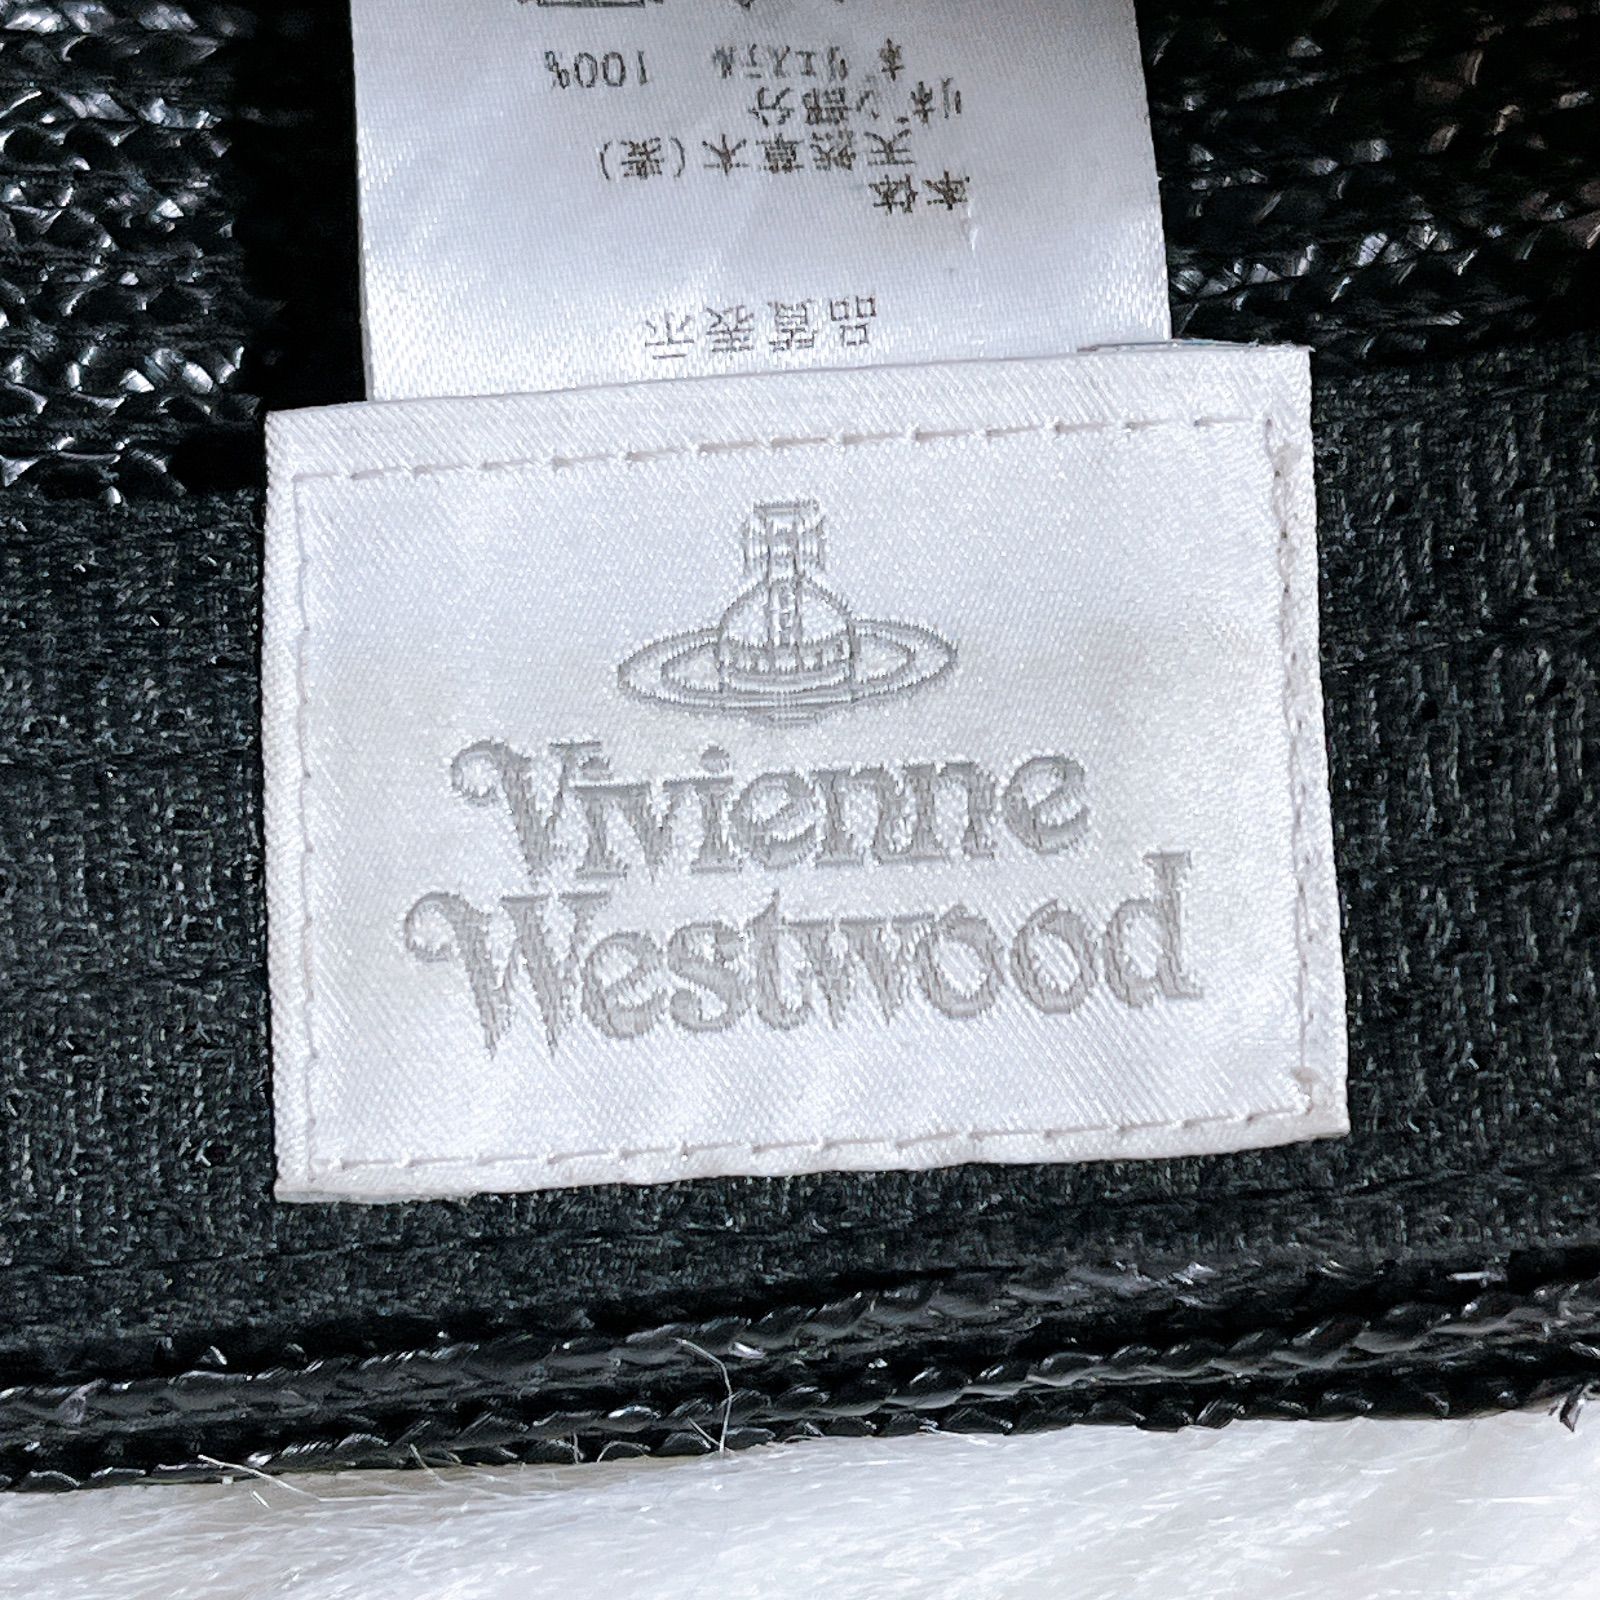 品質表示
本体
天然草木(葉)
リボン部分
ポリエステル 100%
Vivienne
Westwood